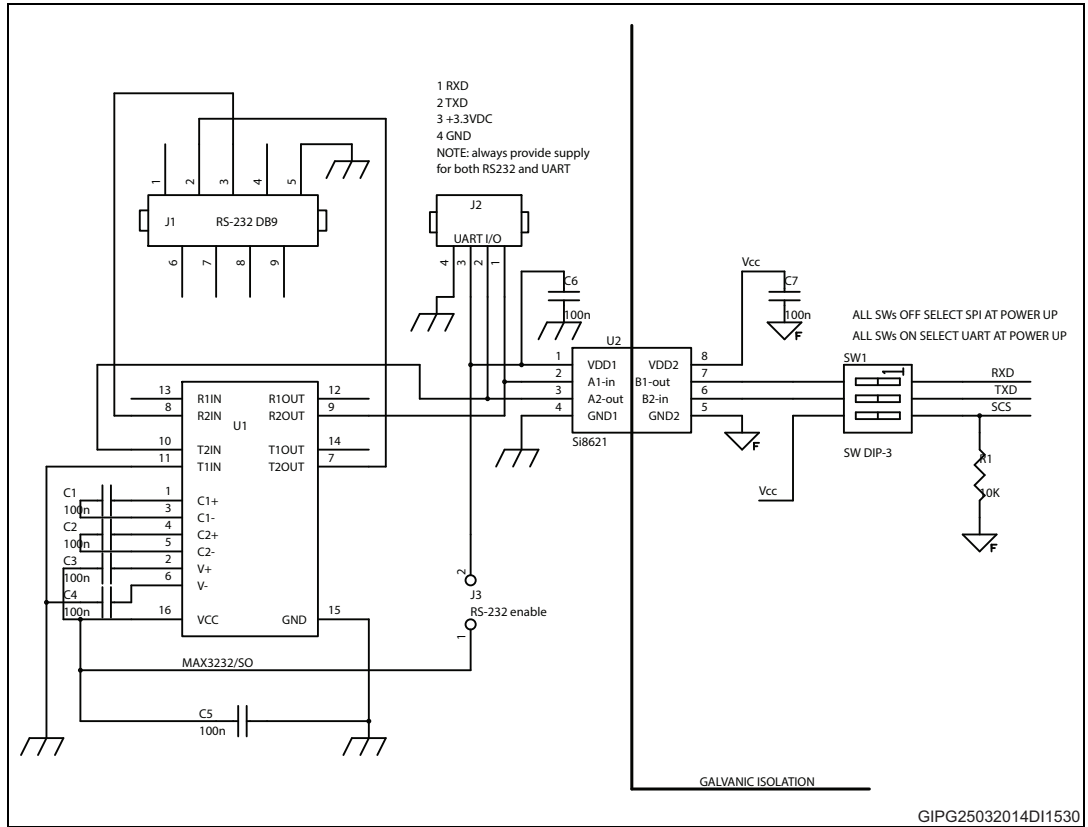 1 RXD
2 TXD
3 +3.3VDC
4 GND
NOTE: always provide supply
for both RS232 and UART
1
2
3
4
5
J1
RS-232 DB9
6
7
8
9
J2
UART I/O
4
3
2
1
C6
100n
Vcc
C7
100n
F
ALL SWs OFF SELECT SPI AT POWER UP
ALL SWs ON SELECT UART AT POWER UP
U2
1
VDD1
VDD2
8
2
A1-in
B1-out
7
3
A2-out
B2-in
6
4
GND1
GND2
5
Si8621
F
SW1
1
RXD
TXD
SCS
SW DIP-3
Vcc
R1
10K
F
13
R1IN
R1OUT
12
8
R2IN
R2OUT
9
U1
10
T2IN
T1OUT
14
11
T1IN
T2OUT
7
C1
100n
1
C1+
3
C1-
C2
100n
4
C2+
5
C2-
C3
100n
2
V+
6
V-
C4
100n
16
VCC
GND
15
MAX3232/SO
2
J3
RS-232 enable
1
C5
100n
GALVANIC ISOLATION
GIPG25032014DI1530